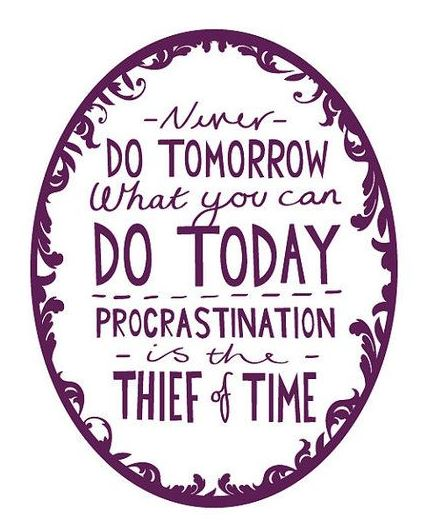 -Never-
DO TOMORROW
What you can
DO TODAY
PROCRASTINATION
- is the -
THIEF of TIME